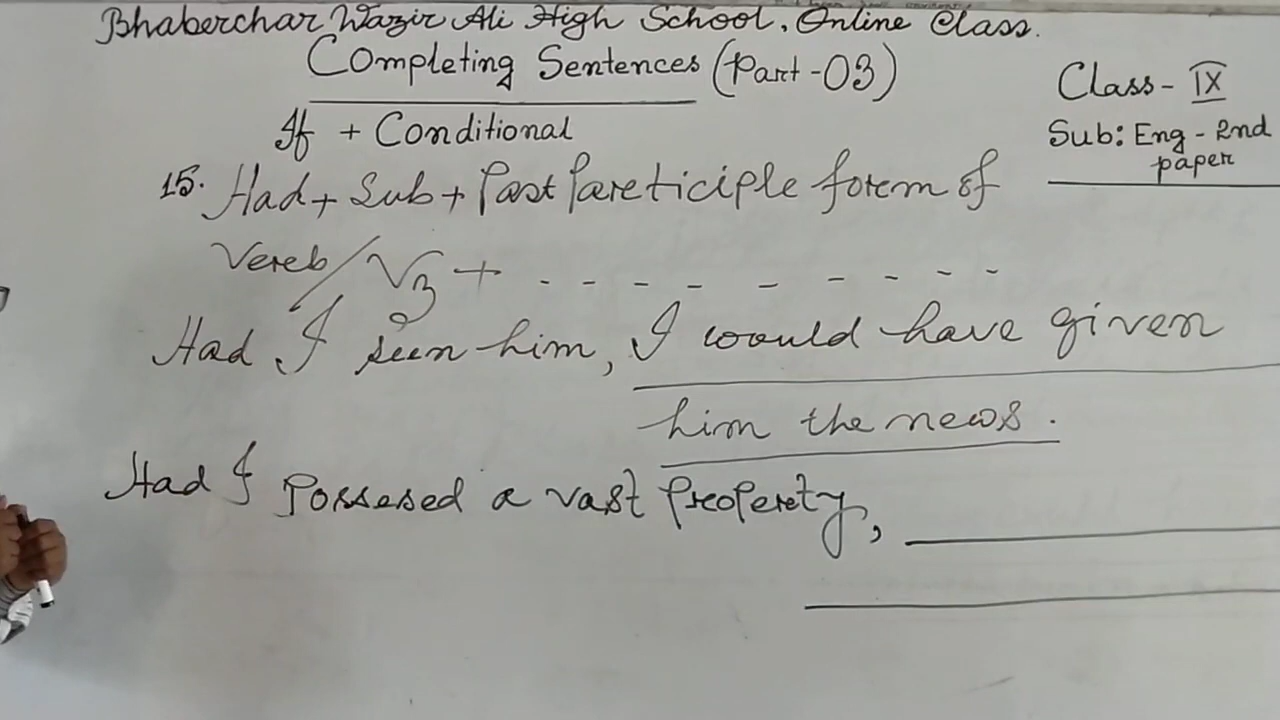 Bhaberchar Wazir Ali High School, Online Class.
Completing Sentences (Part-03)
Class - IX
Sub: Eng - 2nd
paper
If + Conditional
15. Had + Sub + Past Pareticiple forem of
Vereb/V3 + - - - - - - - - -
Had I seen him, I would have given
him the news.
Had I Possesed a vast Properety,